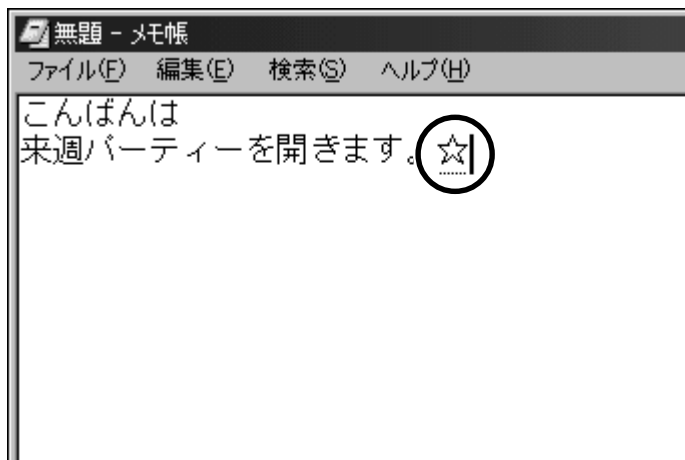 無題 - メモ帳
ファイル(F) 編集(E) 検索(S) ヘルプ(H)
こんばんは
来週パーティーを開きます。☆